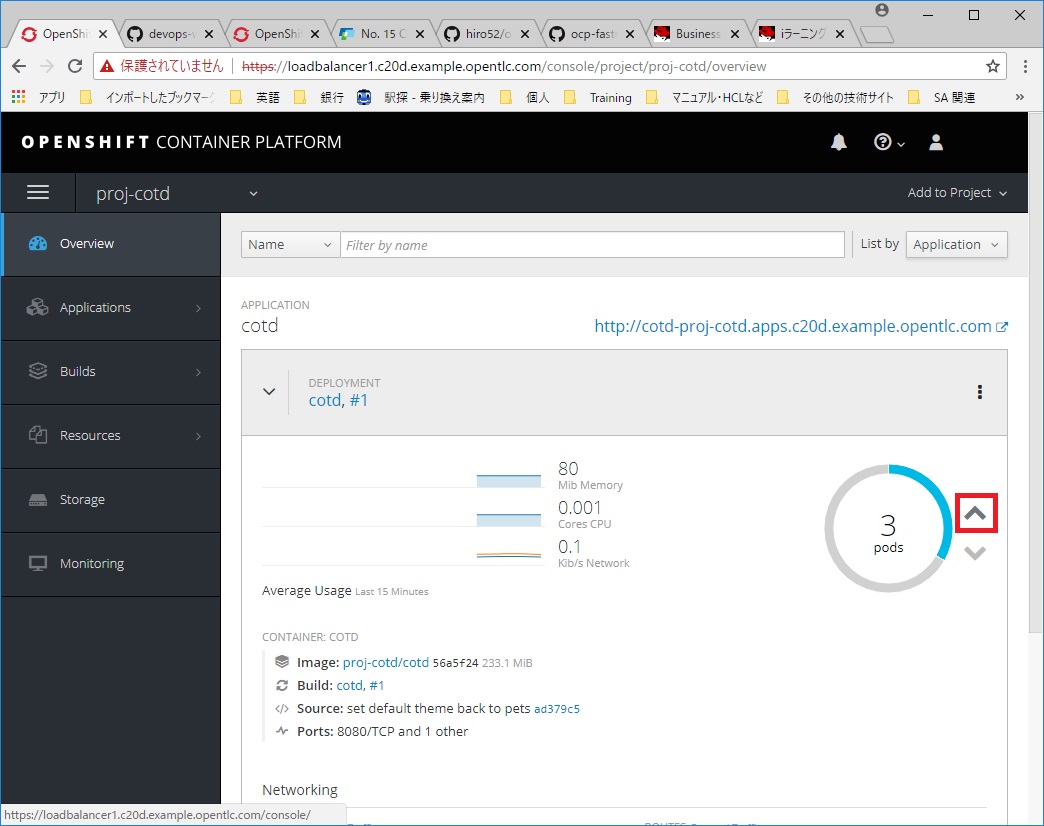 OpenShi
devops-v
OpenShi
No. 15 C
hiro52/o
ocp-fast
Business
iラーニング
保護されていません https://loadbalancer1.c20d.example.opentlc.com/console/project/proj-cotd/overview
アプリ インポートしたブックマーク 英語 銀行 駅探 - 乗り換え案内 個人 Training マニュアル・HCLなど その他の技術サイト SA 関連 »
OPENSHIFT CONTAINER PLATFORM
proj-cotd
Add to Project
Overview
Applications
Builds
Resources
Storage
Monitoring
Name Filter by name List by Application
APPLICATION
cotd
http://cotd-proj-cotd.apps.c20d.example.opentlc.com
DEPLOYMENT
cotd, #1
80
Mib Memory
0.001
Cores CPU
0.1
Kib/s Network
3
pods
Average Usage Last 15 Minutes
CONTAINER: COTD
Image: proj-cotd/cotd 56a5f24 233.1 MiB
Build: cotd, #1
Source: set default theme back to pets ad379c5
Ports: 8080/TCP and 1 other
Networking
https://loadbalancer1.c20d.example.opentlc.com/console/